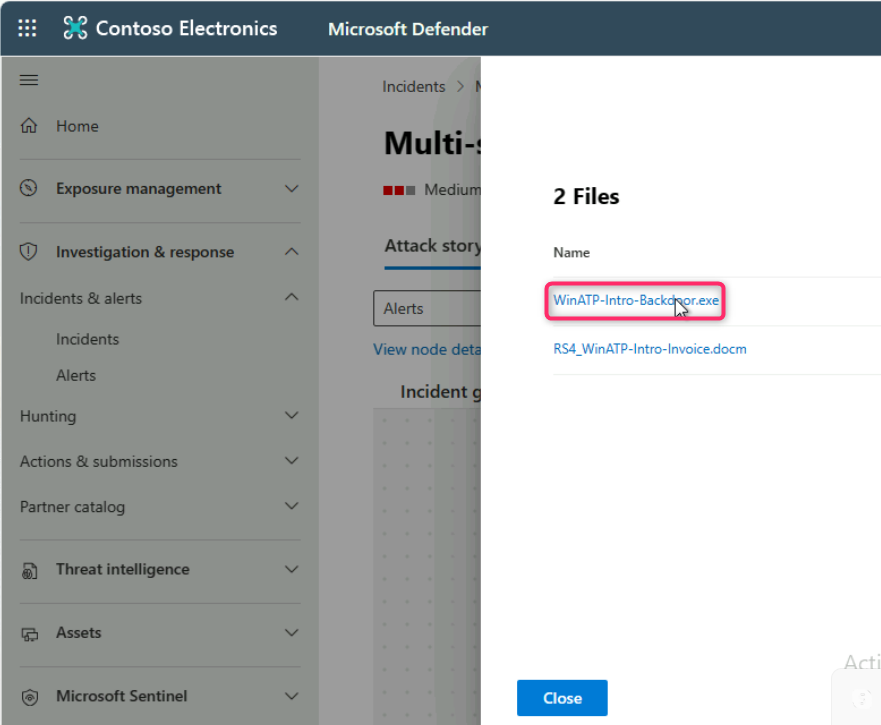 Contoso Electronics
Microsoft Defender
Home
Exposure management
Investigation & response
Incidents & alerts
Incidents
Alerts
Hunting
Actions & submissions
Partner catalog
Threat intelligence
Assets
Microsoft Sentinel
Incidents >
Multi-
Medium
Attack story
Alerts
View node deta
Incident g
2 Files
Name
WinATP-Intro-Backdoor.exe
RS4_WinATP-Intro-Invoice.docm
Close
Acti